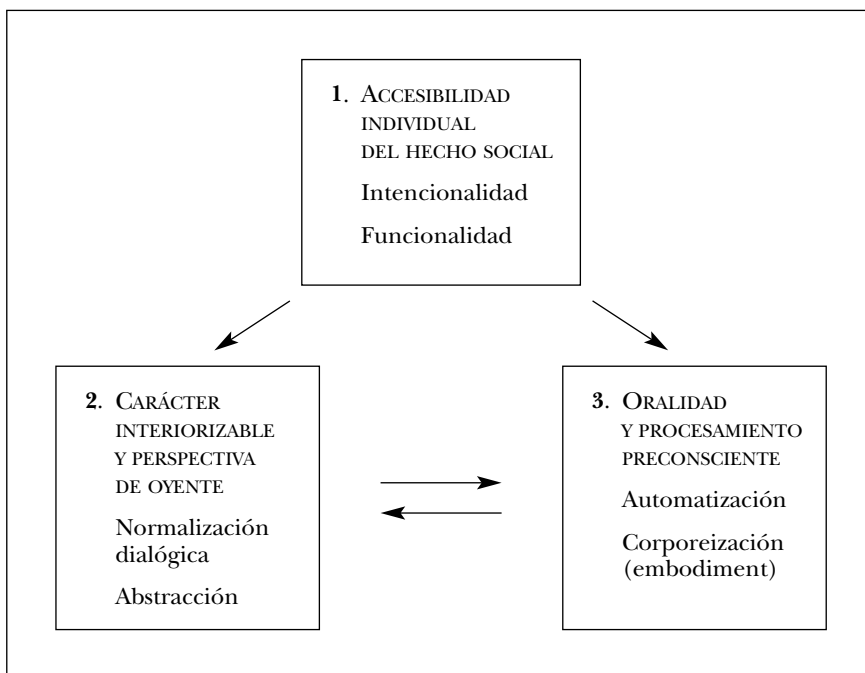 1. ACCESIBILIDAD
INDIVIDUAL
DEL HECHO SOCIAL
Intencionalidad
Funcionalidad
2. CARÁCTER
INTERIORIZABLE
Y PERSPECTIVA
DE OYENTE
Normalización
dialógica
Abstracción
3. ORALIDAD
Y PROCESAMIENTO
PRECONSCIENTE
Automatización
Corporeización
(embodiment)